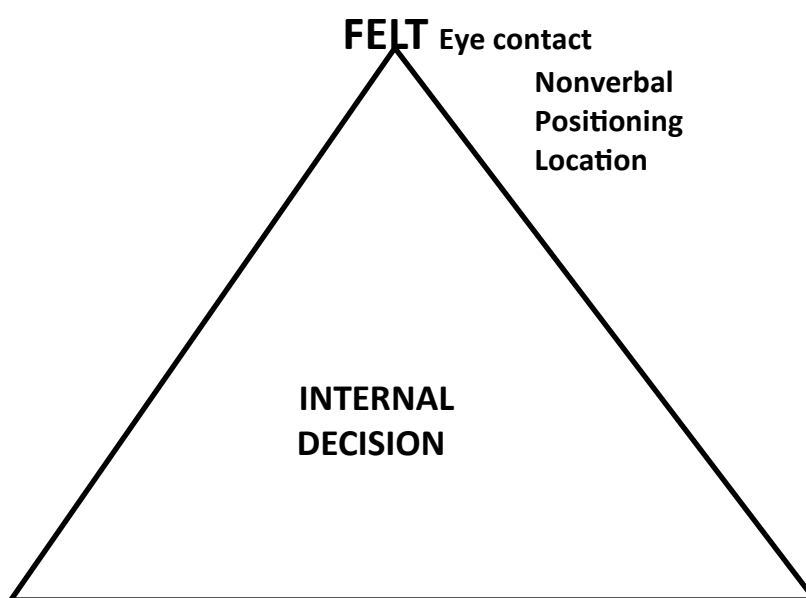 FELT Eye contact
Nonverbal
Positioning
Location
INTERNAL
DECISION